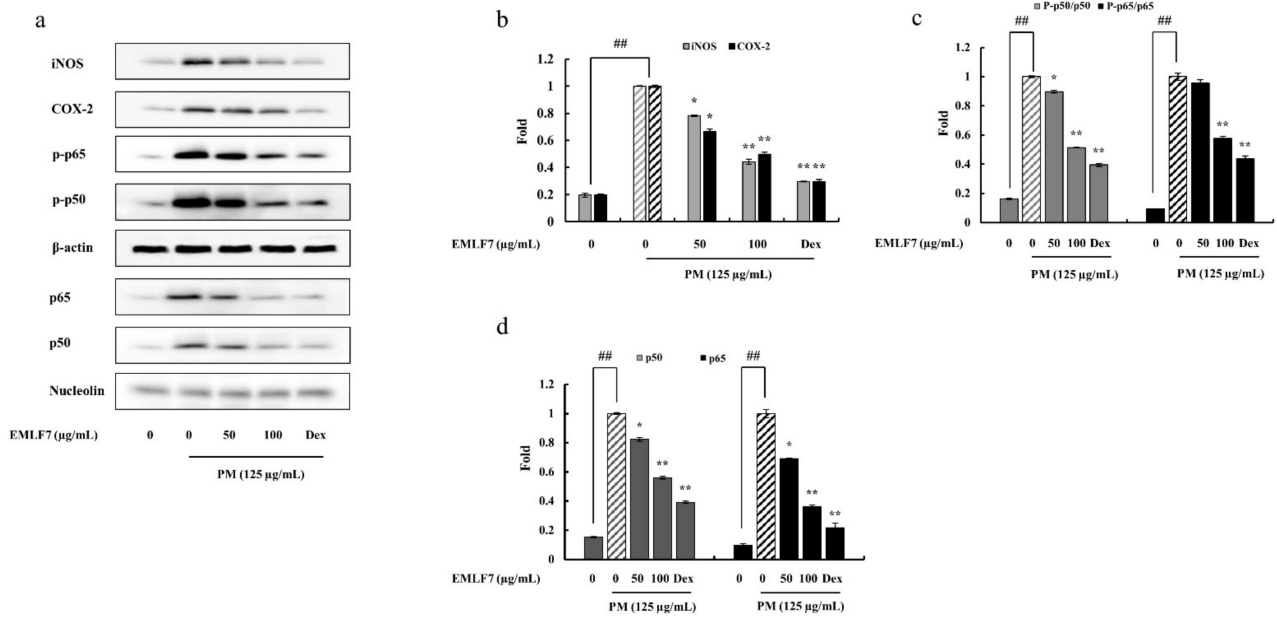 a
iNOS
COX-2
p-p65
p-p50
β-actin
p65
p50
Nucleolin
EMLF7 (μg/mL) 0 0 50 100 Dex
PM (125 μg/mL)
b
iNOS COX-2
##
1.2
1
0.8
0.6
0.4
0.2
0
Fold
* *
** **
** **
EMLF7 (μg/mL) 0 0 50 100 Dex
PM (125 μg/mL)
c
P-p50/p50 P-p65/p65
## ##
1.2
1
0.8
0.6
0.4
0.2
0
Fold
* ** **
** **
EMLF7 (μg/mL) 0 0 50 100 Dex 0 0 50 100 Dex
PM (125 μg/mL) PM (125 μg/mL)
d
p50 p65
## ##
1.2
1
0.8
0.6
0.4
0.2
0
Fold
* ** **
* ** **
EMLF7 (μg/mL) 0 0 50 100 Dex 0 0 50 100 Dex
PM (125 μg/mL) PM (125 μg/mL)